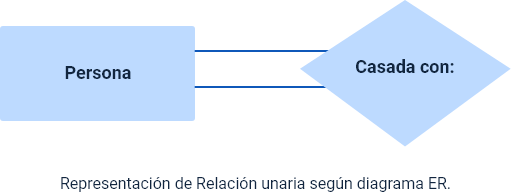 Persona
Casada con:
Representación de Relación unaria según diagrama ER.